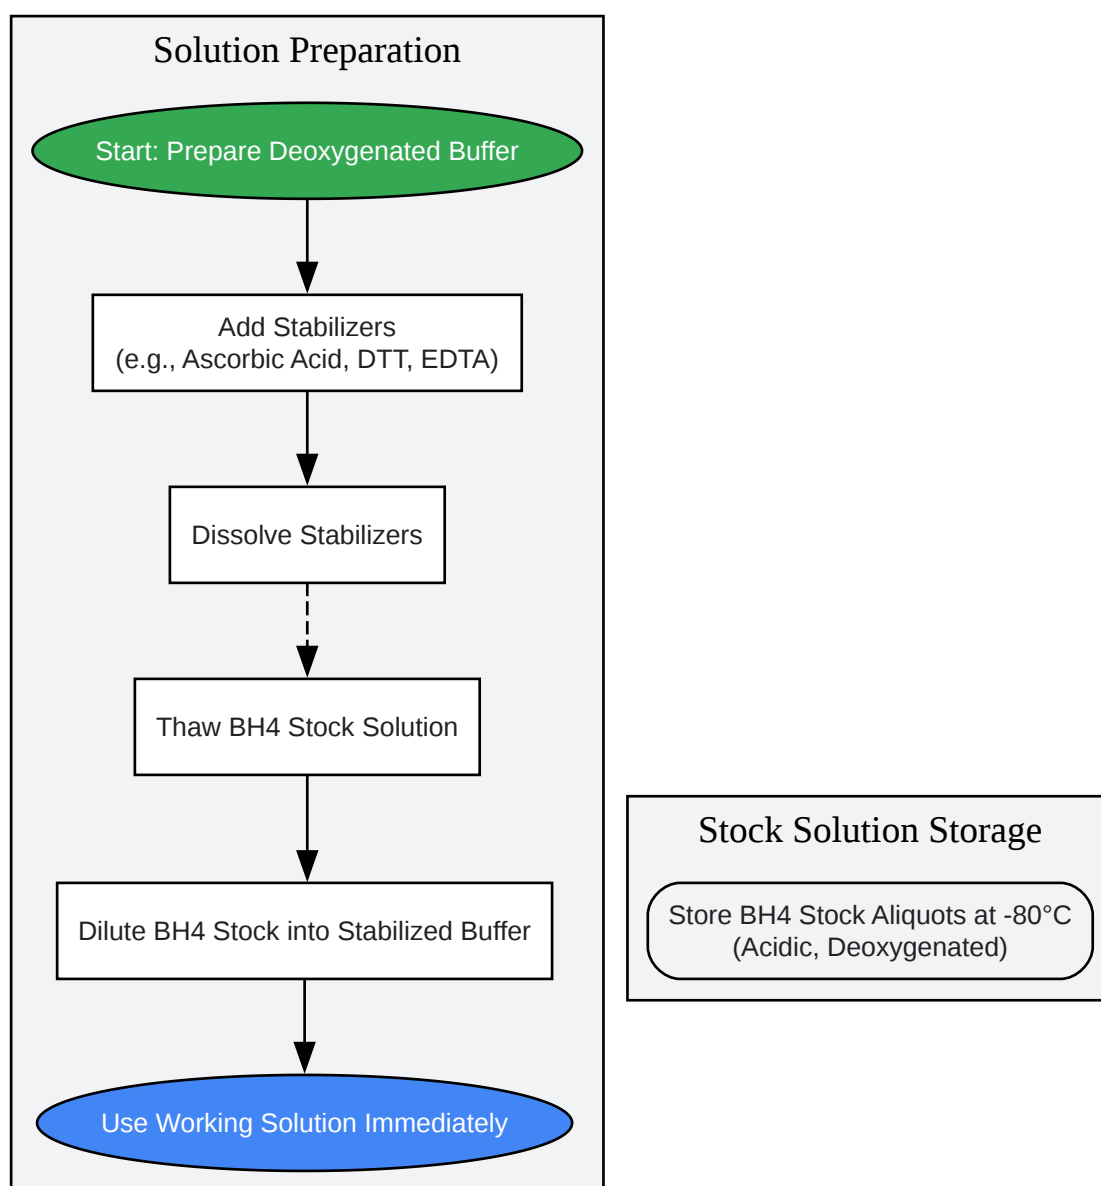 Solution Preparation
Start: Prepare Deoxygenated Buffer
Add Stabilizers
(e.g., Ascorbic Acid, DTT, EDTA)
Dissolve Stabilizers
Thaw BH4 Stock Solution
Dilute BH4 Stock into Stabilized Buffer
Use Working Solution Immediately
Stock Solution Storage
Store BH4 Stock Aliquots at -80°C
(Acidic, Deoxygenated)